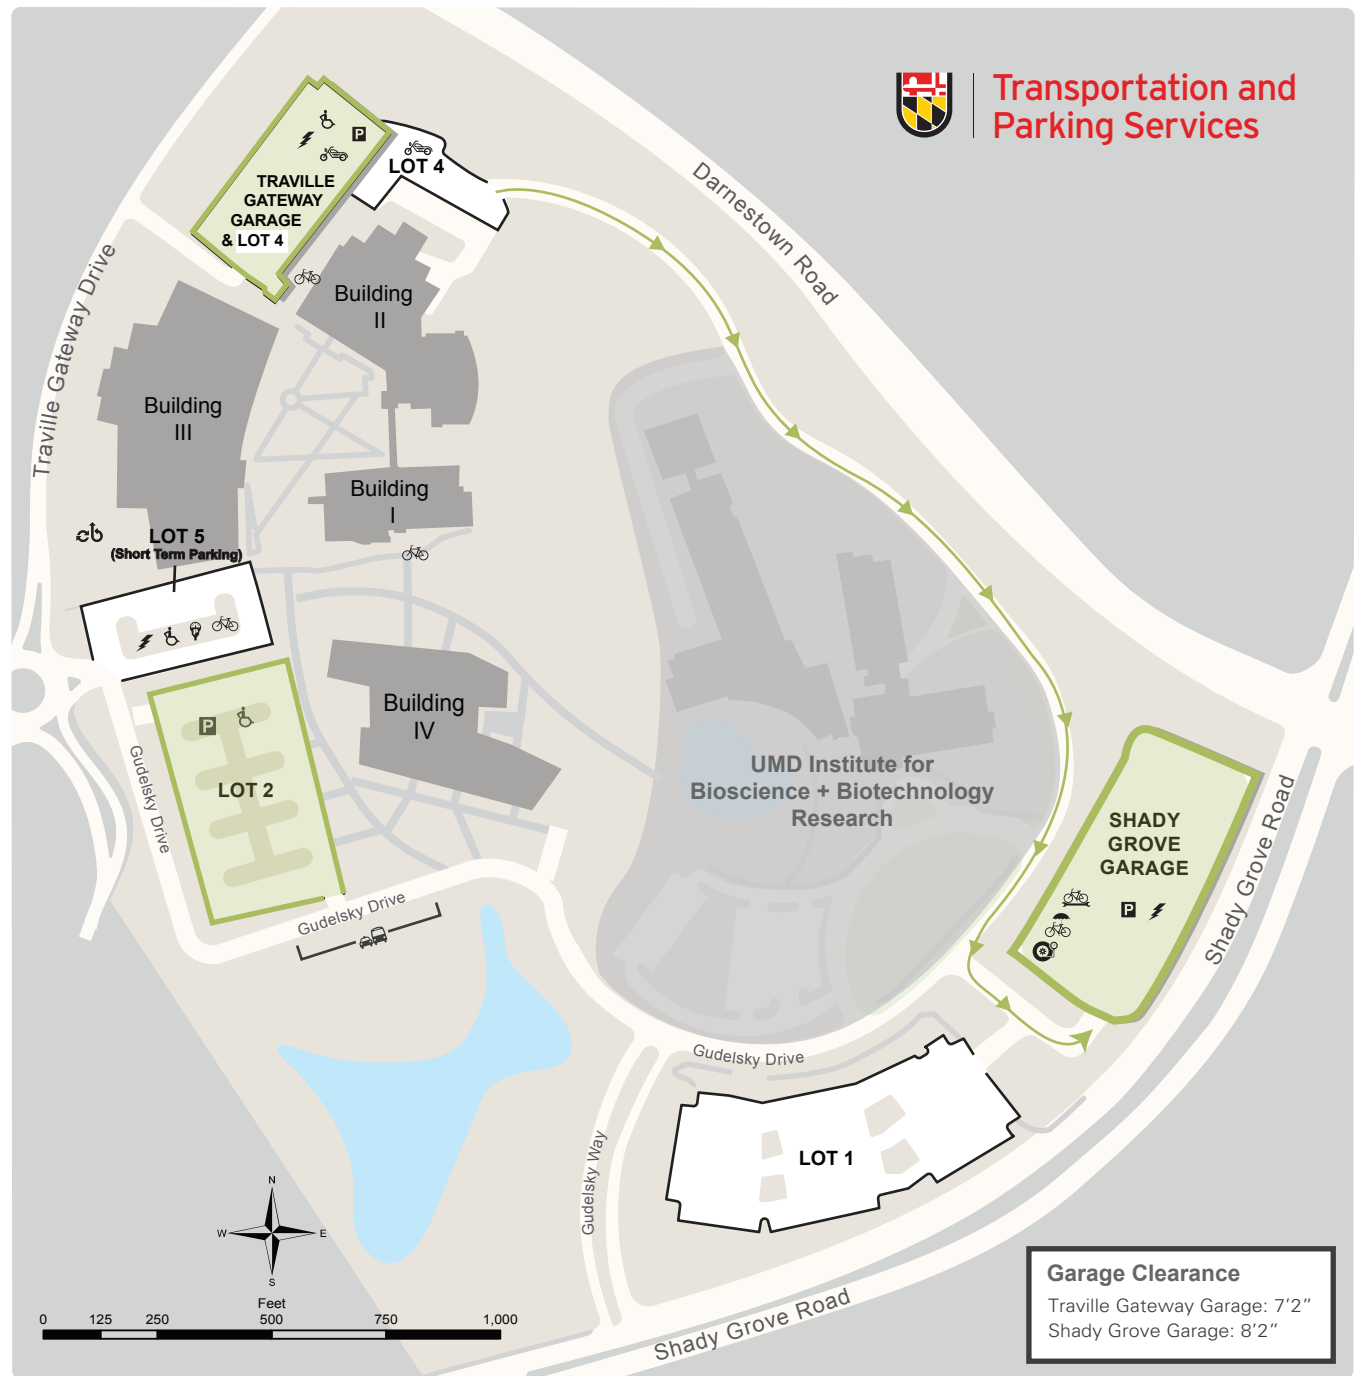 Transportation and
Parking Services
Darnestown Road
LOT 4
TRAVILLE
GATEWAY
GARAGE
& LOT 4
P
Traville Gateway Drive
Building
II
Building
III
Building
I
LOT 5
(Short Term Parking)
Building
IV
P
LOT 2
Gudelsky Drive
Gudelsky Drive
UMD Institute for
Bioscience + Biotechnology
Research
SHADY
GROVE
GARAGE
P
Shady Grove Road
Gudelsky Drive
LOT 1
Gudelsky Way
Shady Grove Road
N
W
E
S
Feet
0 125 250 500 750 1,000
Garage Clearance
Traville Gateway Garage: 7’2”
Shady Grove Garage: 8’2”